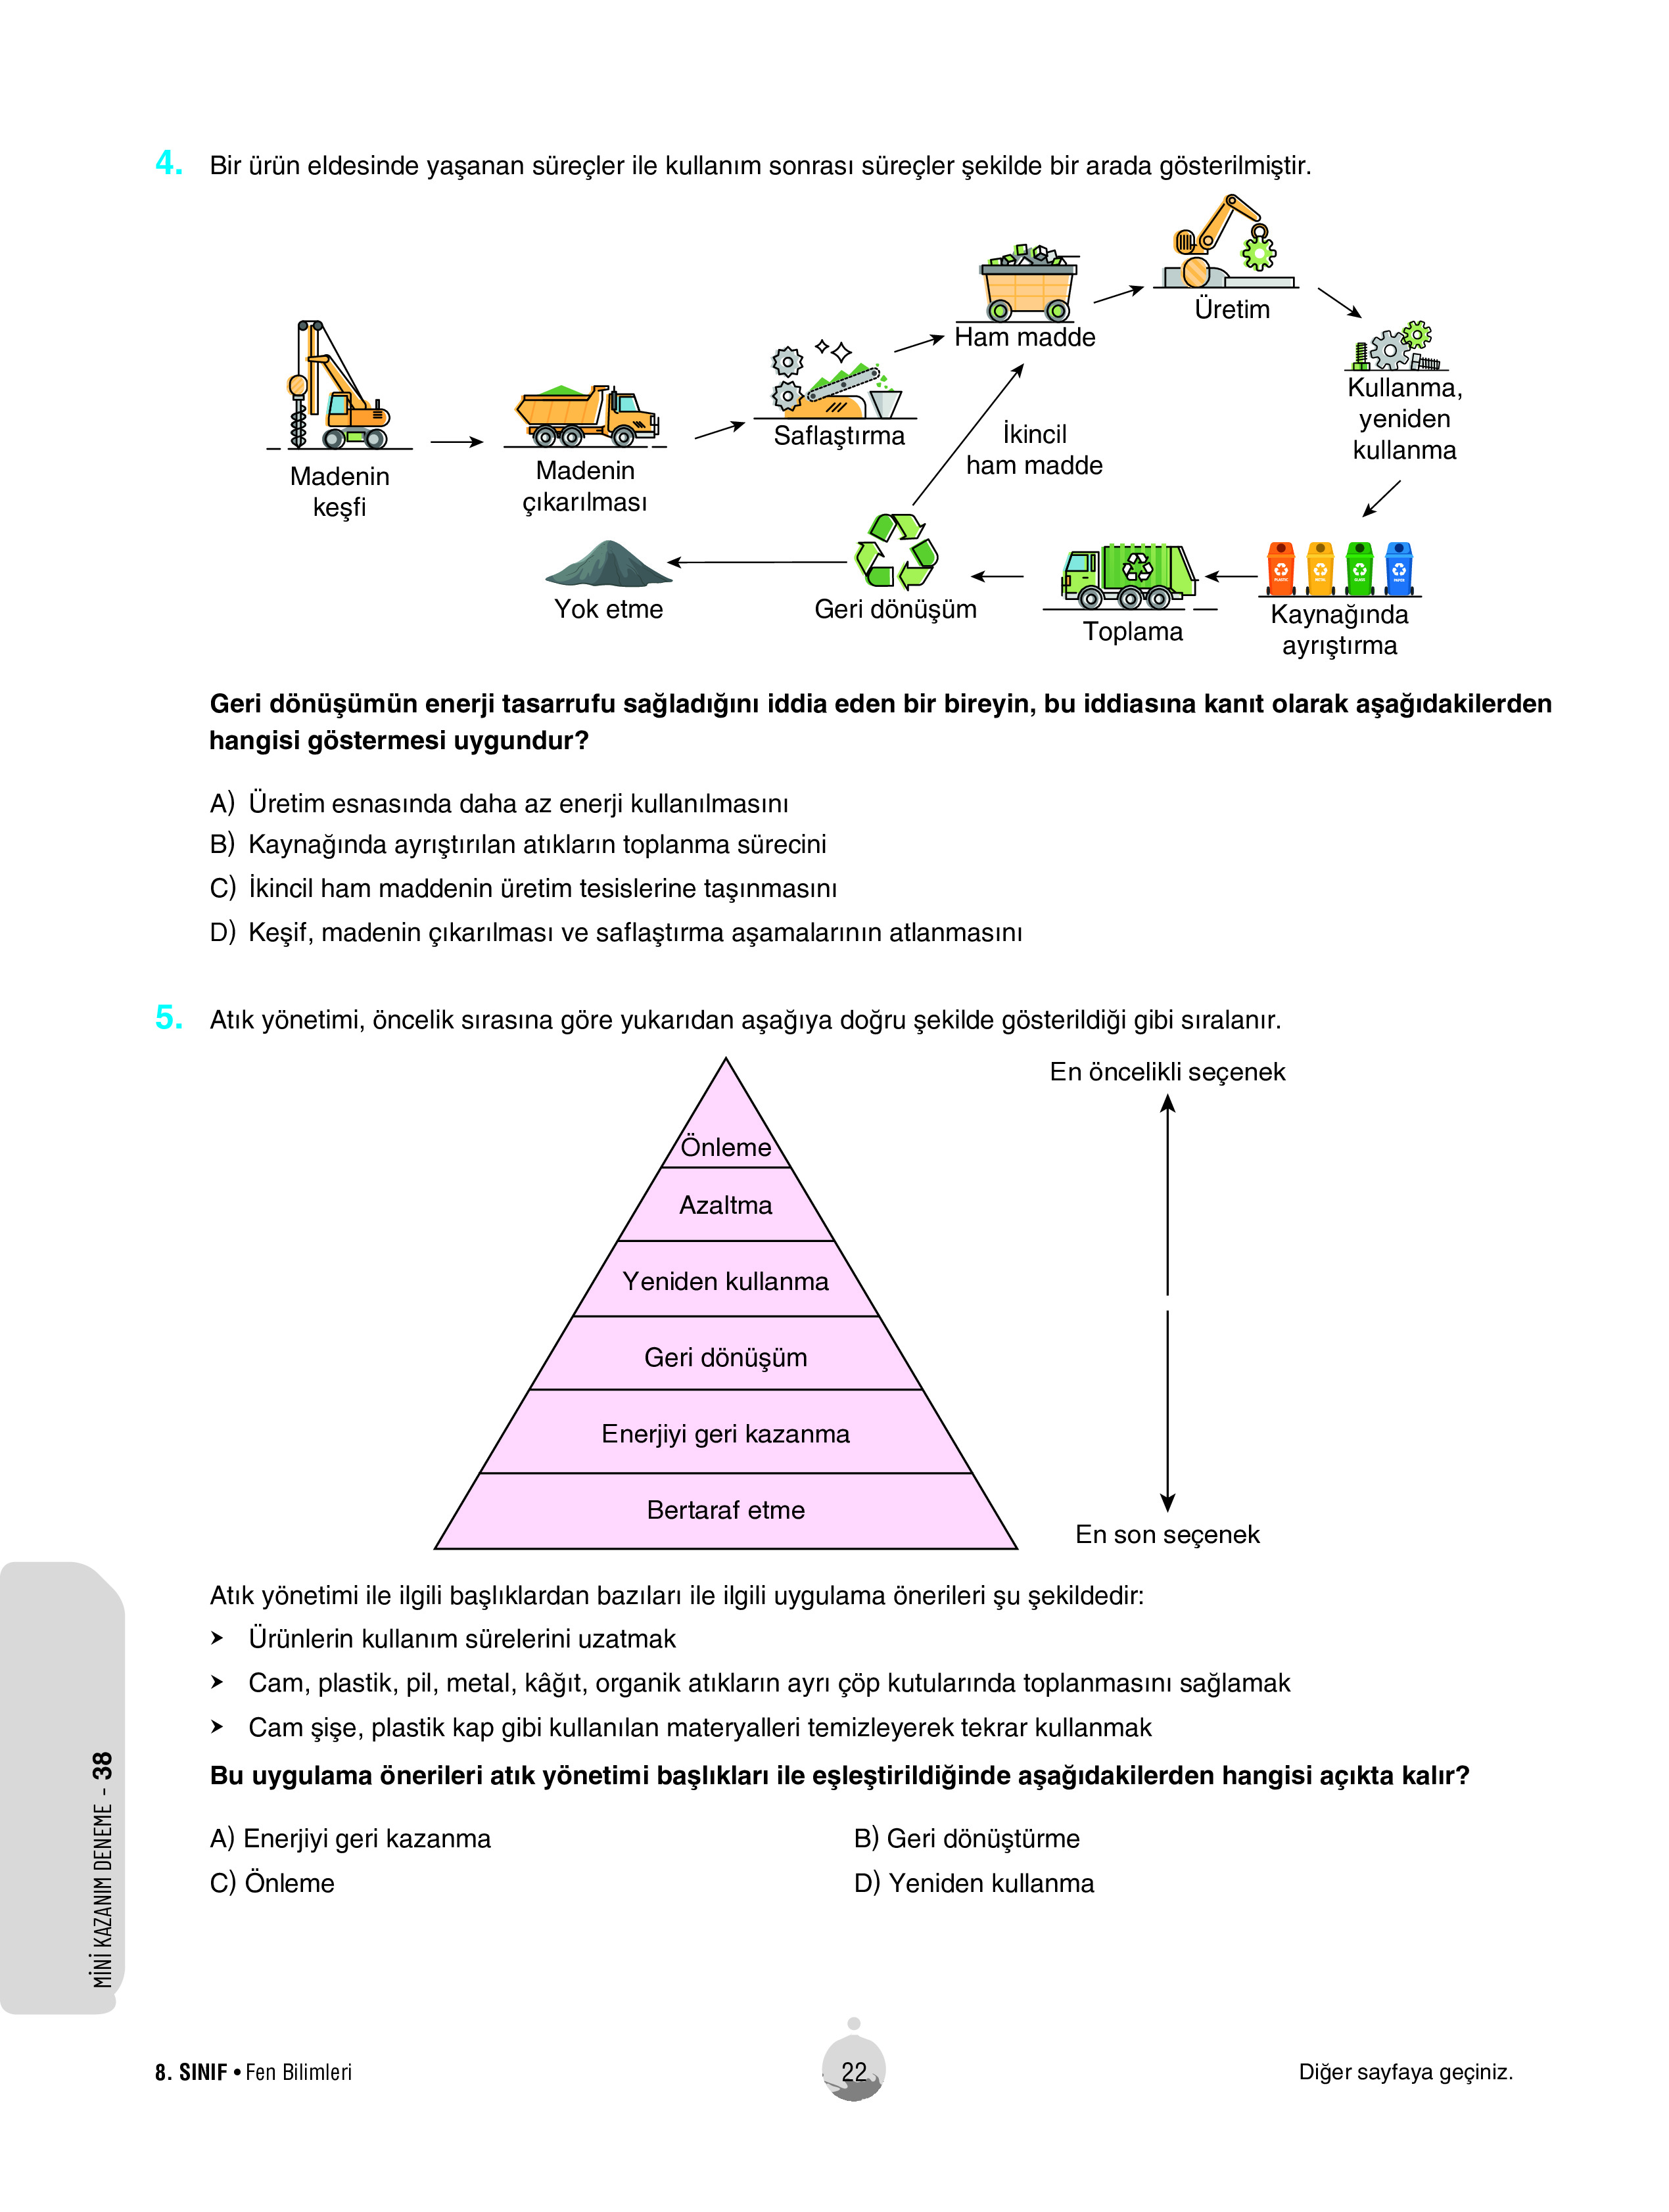 4. Bir ürün eldesinde yaşanan süreçler ile kullanım sonrası süreçler şekilde bir arada gösterilmiştir.
Madenin
keşfi
Madenin
çıkarılması
Saflaştırma
Ham madde
Üretim
Kullanma,
yeniden
kullanma
İkincil
ham madde
Yok etme
Geri dönüşüm
Toplama
Kaynağında
ayrıştırma
Geri dönüşümün enerji tasarrufu sağladığını iddia eden bir bireyin, bu iddiasına kanıt olarak aşağıdakilerden
hangisi göstermesi uygundur?
A) Üretim esnasında daha az enerji kullanılmasını
B) Kaynağında ayrıştırılan atıkların toplanma sürecini
C) İkincil ham maddenin üretim tesislerine taşınmasını
D) Keşif, madenin çıkarılması ve saflaştırma aşamalarının atlanmasını
5. Atık yönetimi, öncelik sırasına göre yukarıdan aşağıya doğru şekilde gösterildiği gibi sıralanır.
En öncelikli seçenek
Önleme
Azaltma
Yeniden kullanma
Geri dönüşüm
Enerjiyi geri kazanma
Bertaraf etme
En son seçenek
Atık yönetimi ile ilgili başlıklardan bazıları ile ilgili uygulama önerileri şu şekildedir:
➤ Ürünlerin kullanım sürelerini uzatmak
➤ Cam, plastik, pil, metal, kâğıt, organik atıkların ayrı çöp kutularında toplanmasını sağlamak
➤ Cam şişe, plastik kap gibi kullanılan materyalleri temizleyerek tekrar kullanmak
Bu uygulama önerileri atık yönetimi başlıkları ile eşleştirildiğinde aşağıdakilerden hangisi açıkta kalır?
A) Enerjiyi geri kazanma
B) Geri dönüştürme
C) Önleme
D) Yeniden kullanma
MİNİ KAZANIM DENEME - 38
8. SINIF • Fen Bilimleri
22
Diğer sayfaya geçiniz.